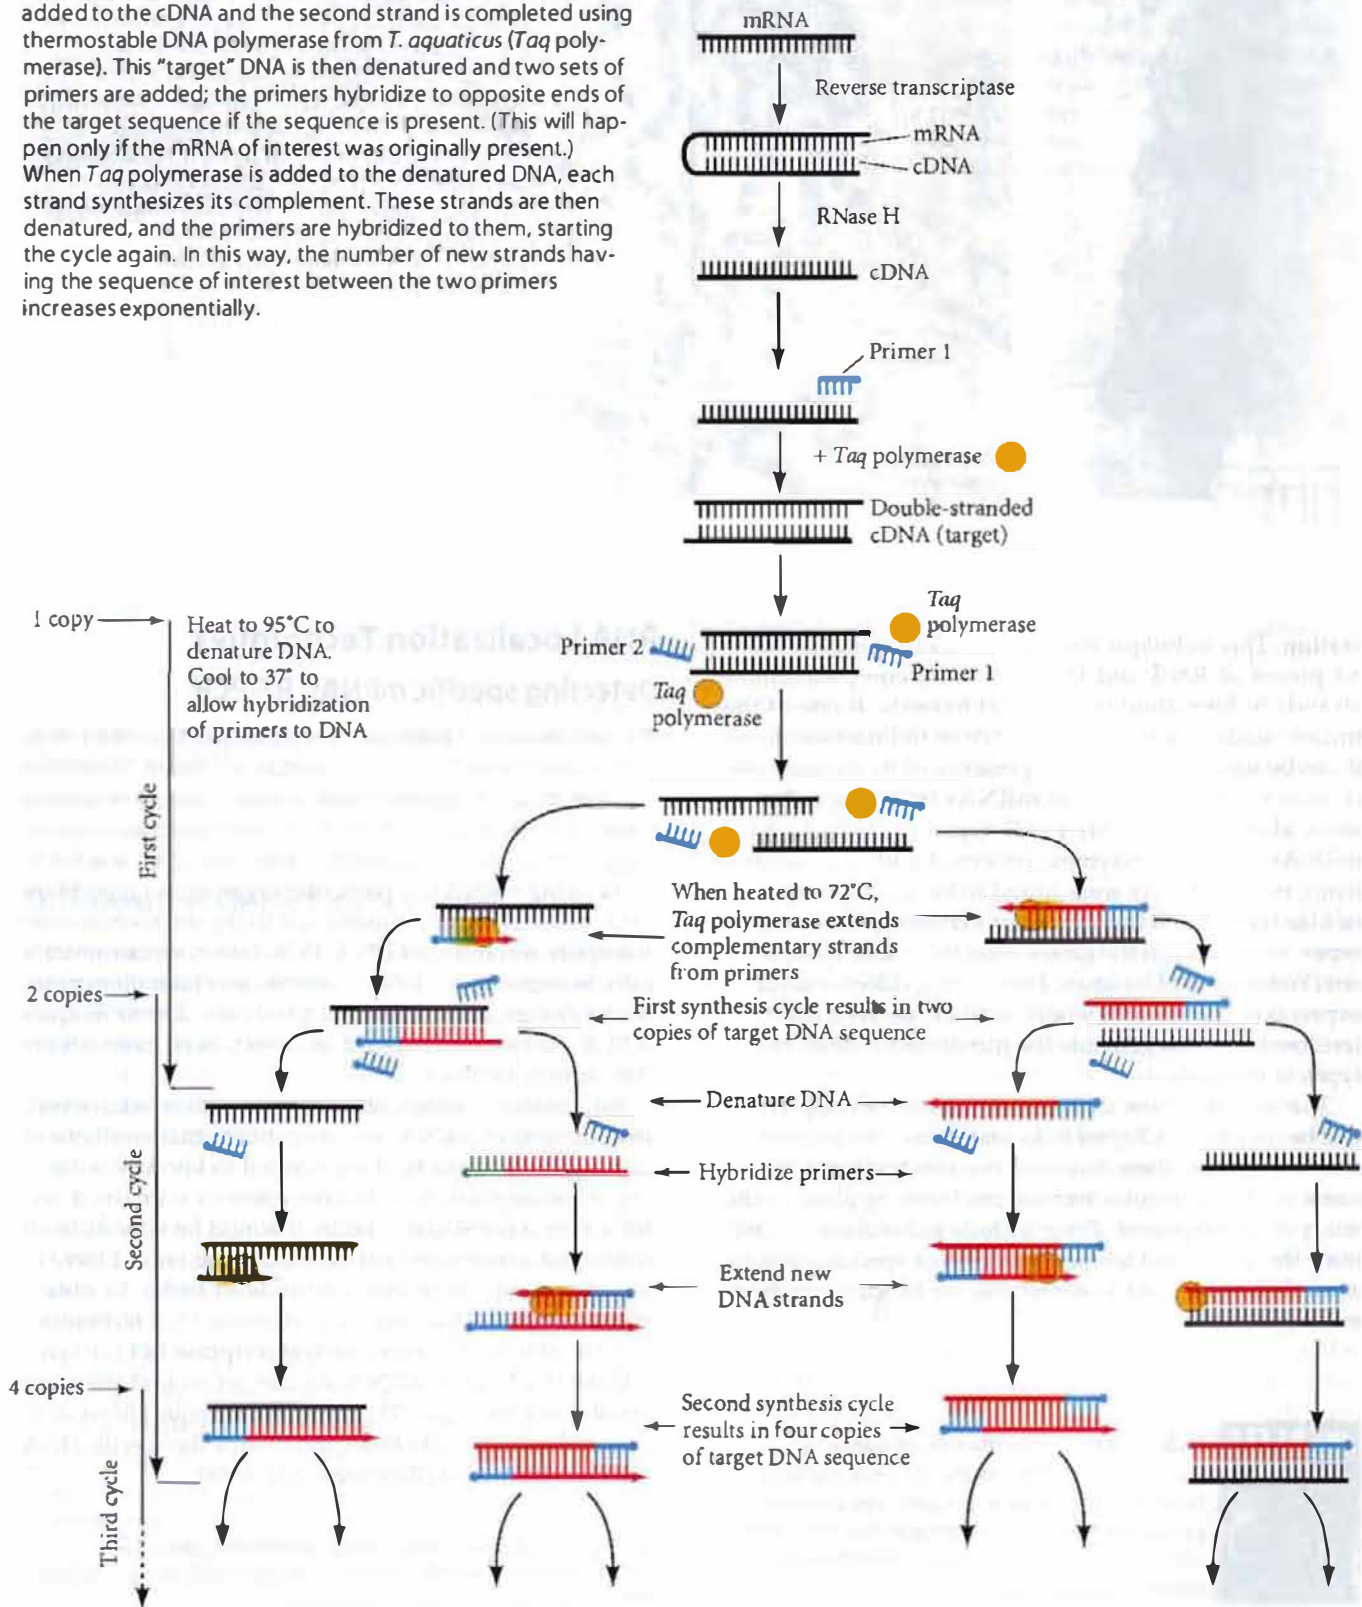 added to the cDNA and the second strand is completed using
thermostable DNA polymerase from T. aquaticus (Taq poly-
merase). This "target" DNA is then denatured and two sets of
primers are added; the primers hybridize to opposite ends of
the target sequence if the sequence is present. (This will hap-
pen only if the mRNA of interest was originally present.)
When Taq polymerase is added to the denatured DNA, each
strand synthesizes its complement. These strands are then
denatured, and the primers are hybridized to them, starting
the cycle again. In this way, the number of new strands hav-
ing the sequence of interest between the two primers
increases exponentially.
mRNA
Reverse transcriptase
mRNA
cDNA
RNase H
cDNA
Primer 1
+ Taq polymerase
Double-stranded
cDNA (target)
1 copy
Heat to 95°C to
denature DNA.
Cool to 37° to
allow hybridization
of primers to DNA
Primer 2
Taq
polymerase
Primer 1
Taq
polymerase
First cycle
When heated to 72°C,
Taq polymerase extends
complementary strands
from primers
2 copies
First synthesis cycle results in two
copies of target DNA sequence
Denature DNA
Hybridize primers
Second cycle
Extend new
DNA strands
4 copies
Second synthesis cycle
results in four copies
of target DNA sequence
Third cycle